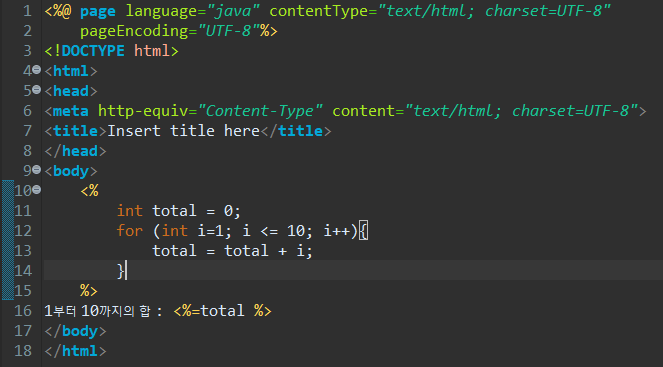 1 <%@ page language="java" contentType="text/html; charset=UTF-8"
2     pageEncoding="UTF-8"%>
3 <!DOCTYPE html>
4 <html>
5 <head>
6 <meta http-equiv="Content-Type" content="text/html; charset=UTF-8">
7 <title>Insert title here</title>
8 </head>
9 <body>
10     <%
11         int total = 0;
12         for (int i=1; i <= 10; i++){
13             total = total + i;
14         }
15     %>
16 1부터 10까지의 합 : <%=total %>
17 </body>
18 </html>